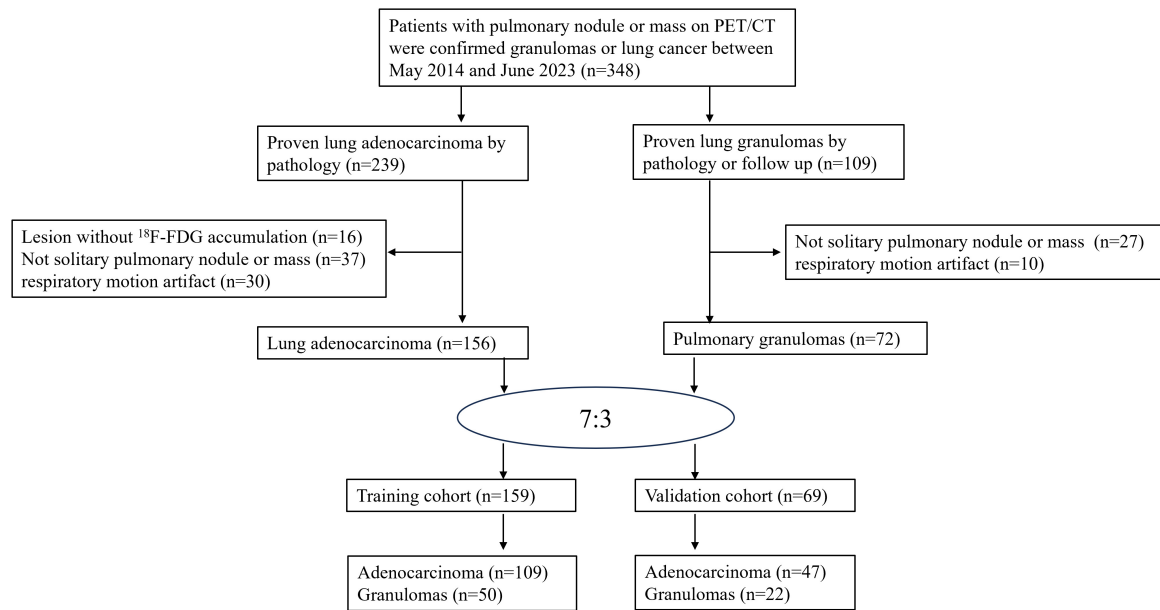 Patients with pulmonary nodule or mass on PET/CT
were confirmed granulomas or lung cancer between
May 2014 and June 2023 (n=348)
Proven lung adenocarcinoma by
pathology (n=239)
Proven lung granulomas by
pathology or follow up (n=109)
Lesion without ¹⁸F-FDG accumulation (n=16)
Not solitary pulmonary nodule or mass (n=37)
respiratory motion artifact (n=30)
Not solitary pulmonary nodule or mass (n=27)
respiratory motion artifact (n=10)
Lung adenocarcinoma (n=156)
Pulmonary granulomas (n=72)
7:3
Training cohort (n=159)
Validation cohort (n=69)
Adenocarcinoma (n=109)
Granulomas (n=50)
Adenocarcinoma (n=47)
Granulomas (n=22)